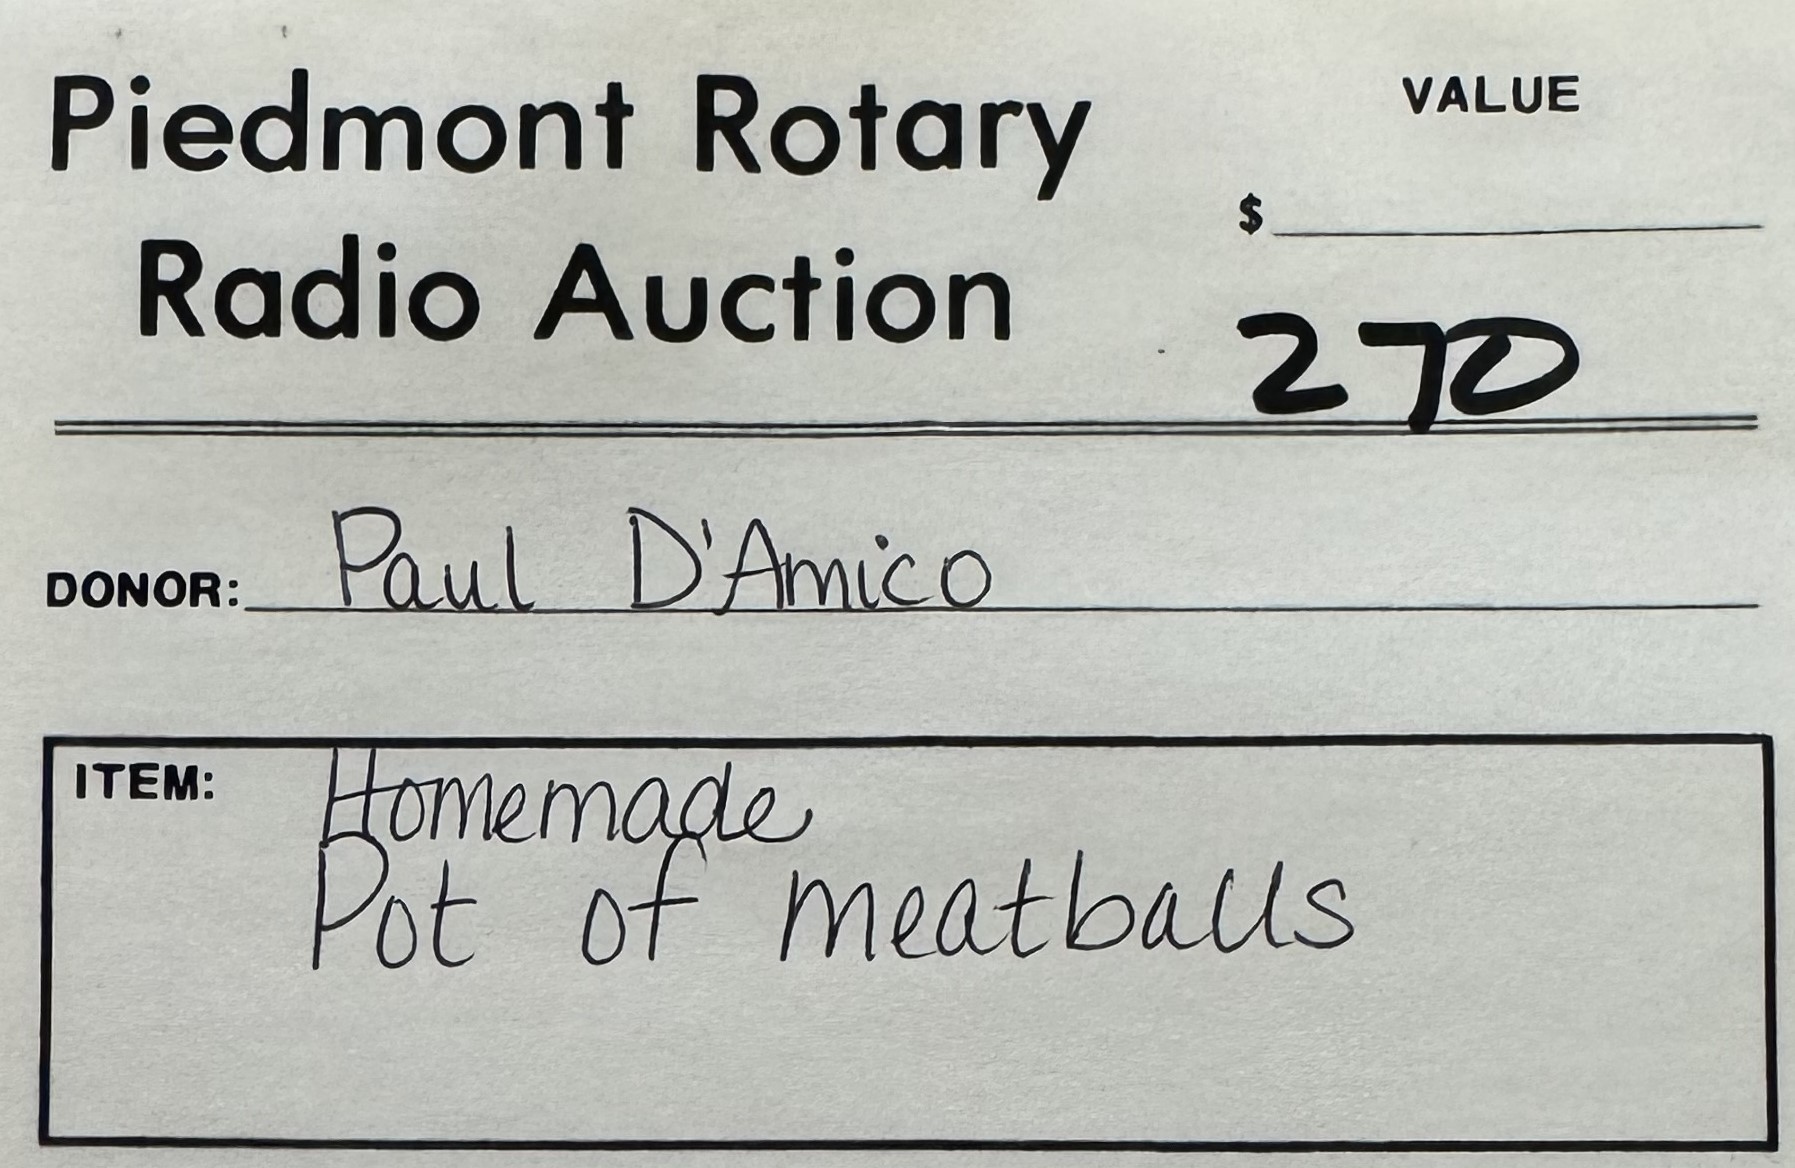 Piedmont Rotary
Radio Auction
VALUE
$
270
DONOR: Paul D'Amico
ITEM: Homemade
Pot of meatballs